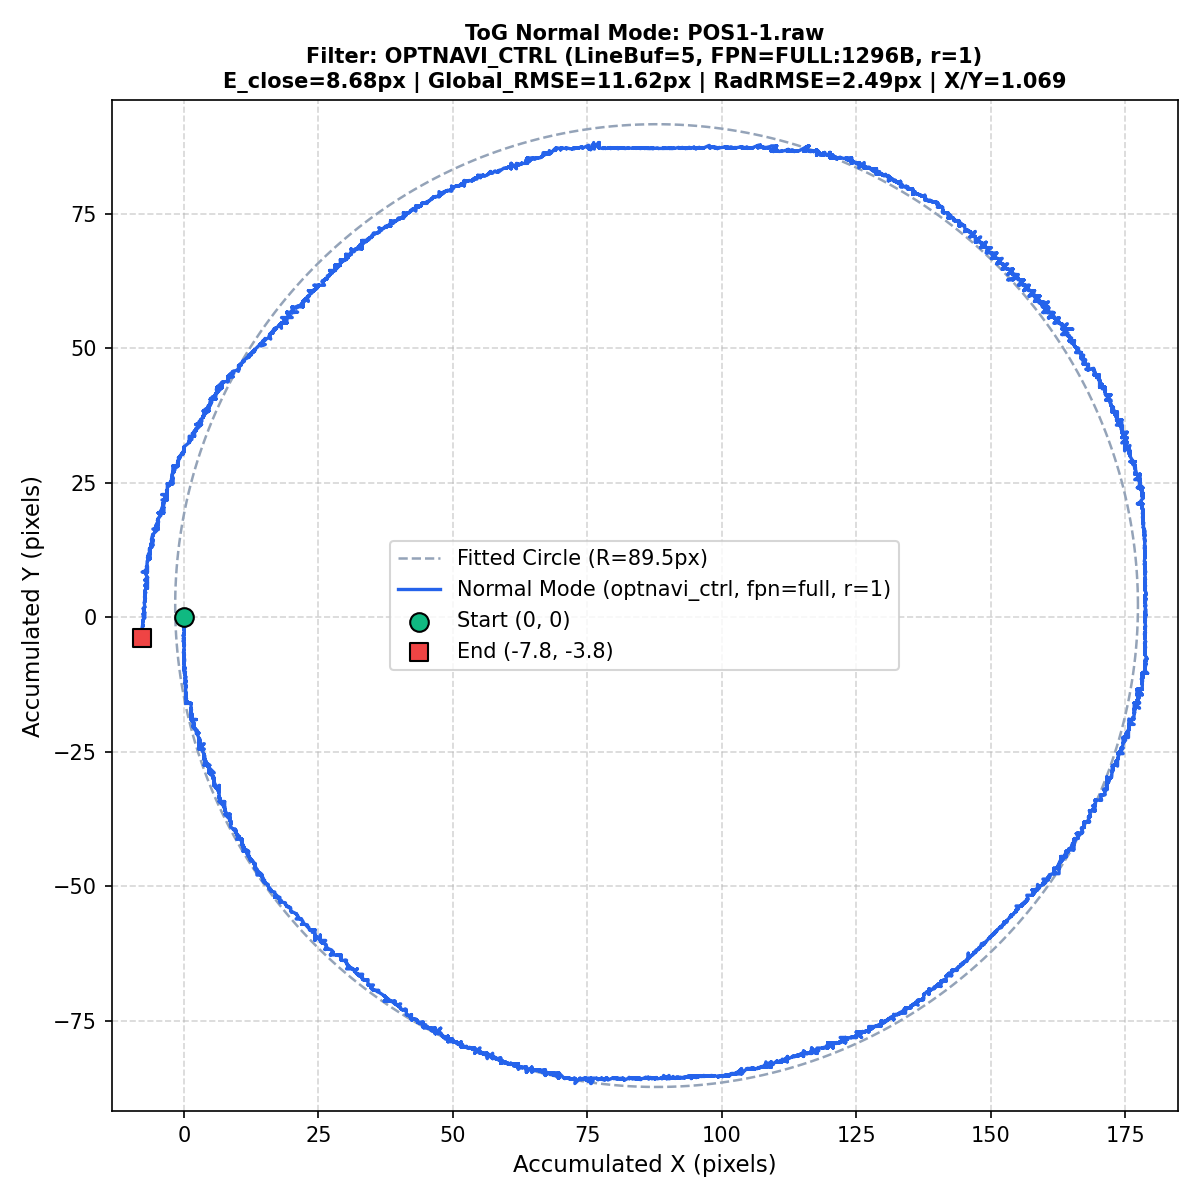 ToG Normal Mode: POS1-1.raw
Filter: OPTNAVI_CTRL (LineBuf=5, FPN=FULL:1296B, r=1)
E_close=8.68px | Global_RMSE=11.62px | RadRMSE=2.49px | X/Y=1.069
Accumulated Y (pixels)
75
50
25
0
−25
−50
−75
Fitted Circle (R=89.5px)
Normal Mode (optnavi_ctrl, fpn=full, r=1)
Start (0, 0)
End (-7.8, -3.8)
0 25 50 75 100 125 150 175
Accumulated X (pixels)